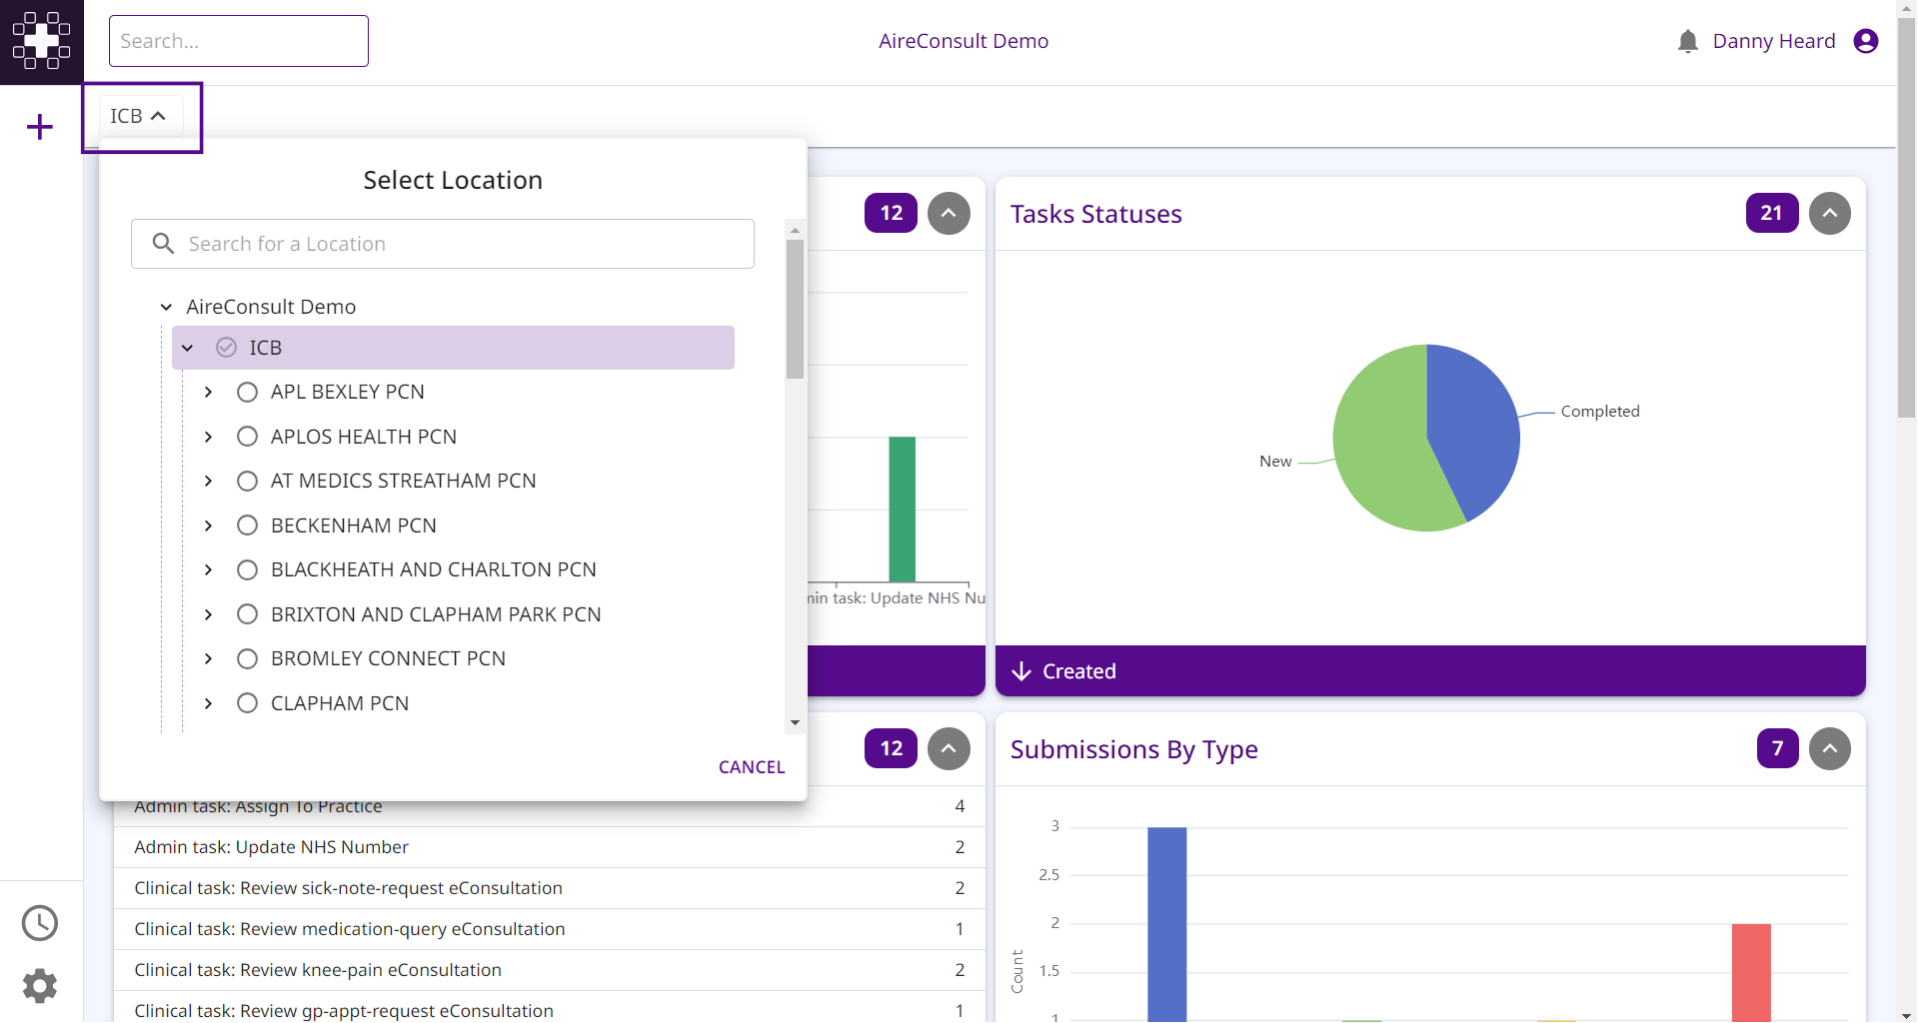 Search...
AireConsult Demo
Danny Heard
ICB
Select Location
Search for a Location
AireConsult Demo
ICB
APL BEXLEY PCN
APLOS HEALTH PCN
AT MEDICS STREATHAM PCN
BECKENHAM PCN
BLACKHEATH AND CHARLTON PCN
BRIXTON AND CLAPHAM PARK PCN
BROMLEY CONNECT PCN
CLAPHAM PCN
CANCEL
12
task: Update NHS
Tasks Statuses
21
Completed
New
Created
12
Admin task: Assign To Practice 4
Admin task: Update NHS Number 2
Clinical task: Review sick-note-request eConsultation 2
Clinical task: Review medication-query eConsultation 1
Clinical task: Review knee-pain eConsultation 2
Clinical task: Review gp-appt-request eConsultation 1
Submissions By Type
7
3
2.5
2
1.5
1
Count